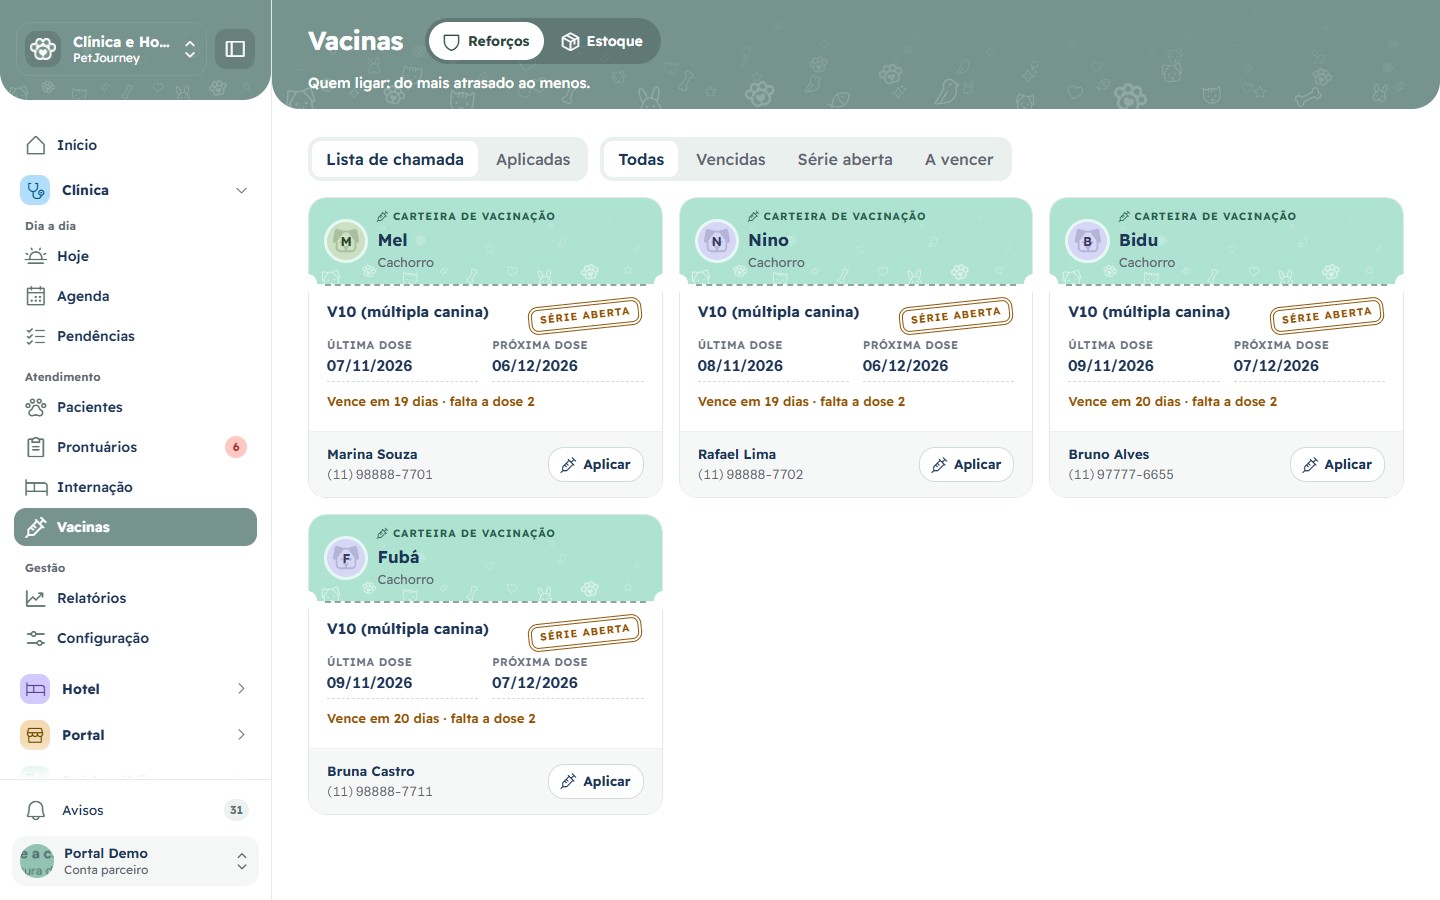 Clínica e Ho...
PetJourney
Início
Clínica
Dia a dia
Hoje
Agenda
Pendências
Atendimento
Pacientes
Prontuários 6
Internação
Vacinas
Gestão
Relatórios
Configuração
Hotel
Portal
Avisos 31
Portal Demo
Conta parceiro
Vacinas Reforços Estoque
Quem ligar: do mais atrasado ao menos.
Lista de chamada Aplicadas Todas Vencidas Série aberta A vencer
CARTEIRA DE VACINAÇÃO
M Mel
Cachorro
V10 (múltipla canina) SÉRIE ABERTA
ÚLTIMA DOSE PRÓXIMA DOSE
07/11/2026 06/12/2026
Vence em 19 dias · falta a dose 2
Marina Souza
(11) 98888-7701
Aplicar
CARTEIRA DE VACINAÇÃO
N Nino
Cachorro
V10 (múltipla canina) SÉRIE ABERTA
ÚLTIMA DOSE PRÓXIMA DOSE
08/11/2026 06/12/2026
Vence em 19 dias · falta a dose 2
Rafael Lima
(11) 98888-7702
Aplicar
CARTEIRA DE VACINAÇÃO
B Bidu
Cachorro
V10 (múltipla canina) SÉRIE ABERTA
ÚLTIMA DOSE PRÓXIMA DOSE
09/11/2026 07/12/2026
Vence em 20 dias · falta a dose 2
Bruno Alves
(11) 97777-6655
Aplicar
CARTEIRA DE VACINAÇÃO
F Fubá
Cachorro
V10 (múltipla canina) SÉRIE ABERTA
ÚLTIMA DOSE PRÓXIMA DOSE
09/11/2026 07/12/2026
Vence em 20 dias · falta a dose 2
Bruna Castro
(11) 98888-7711
Aplicar